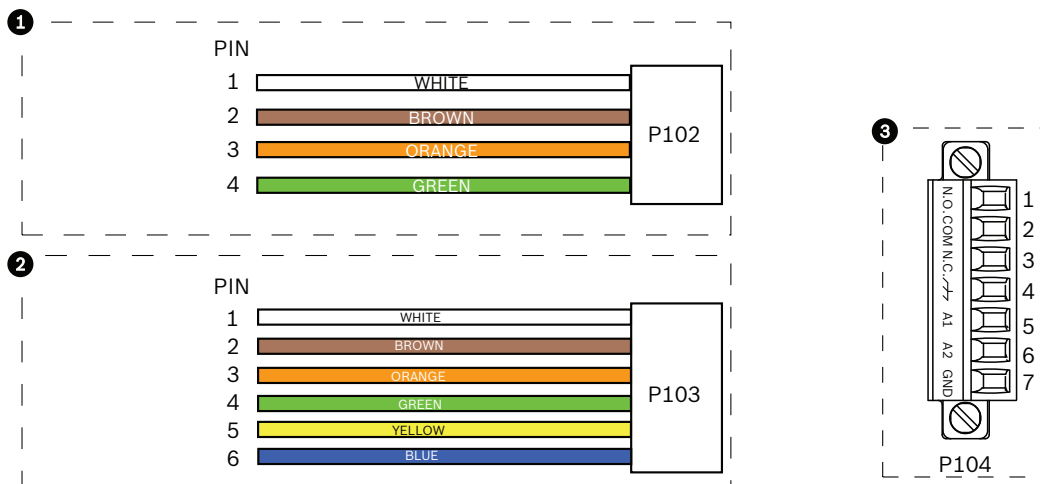 1
PIN
1 WHITE
2 BROWN
P102
3 ORANGE
4 GREEN
2
PIN
1 WHITE
2 BROWN
3 ORANGE
P103
4 GREEN
5 YELLOW
6 BLUE
3
N.O. 1
COM 2
N.C. 3
4
A1 5
A2 6
GND 7
P104